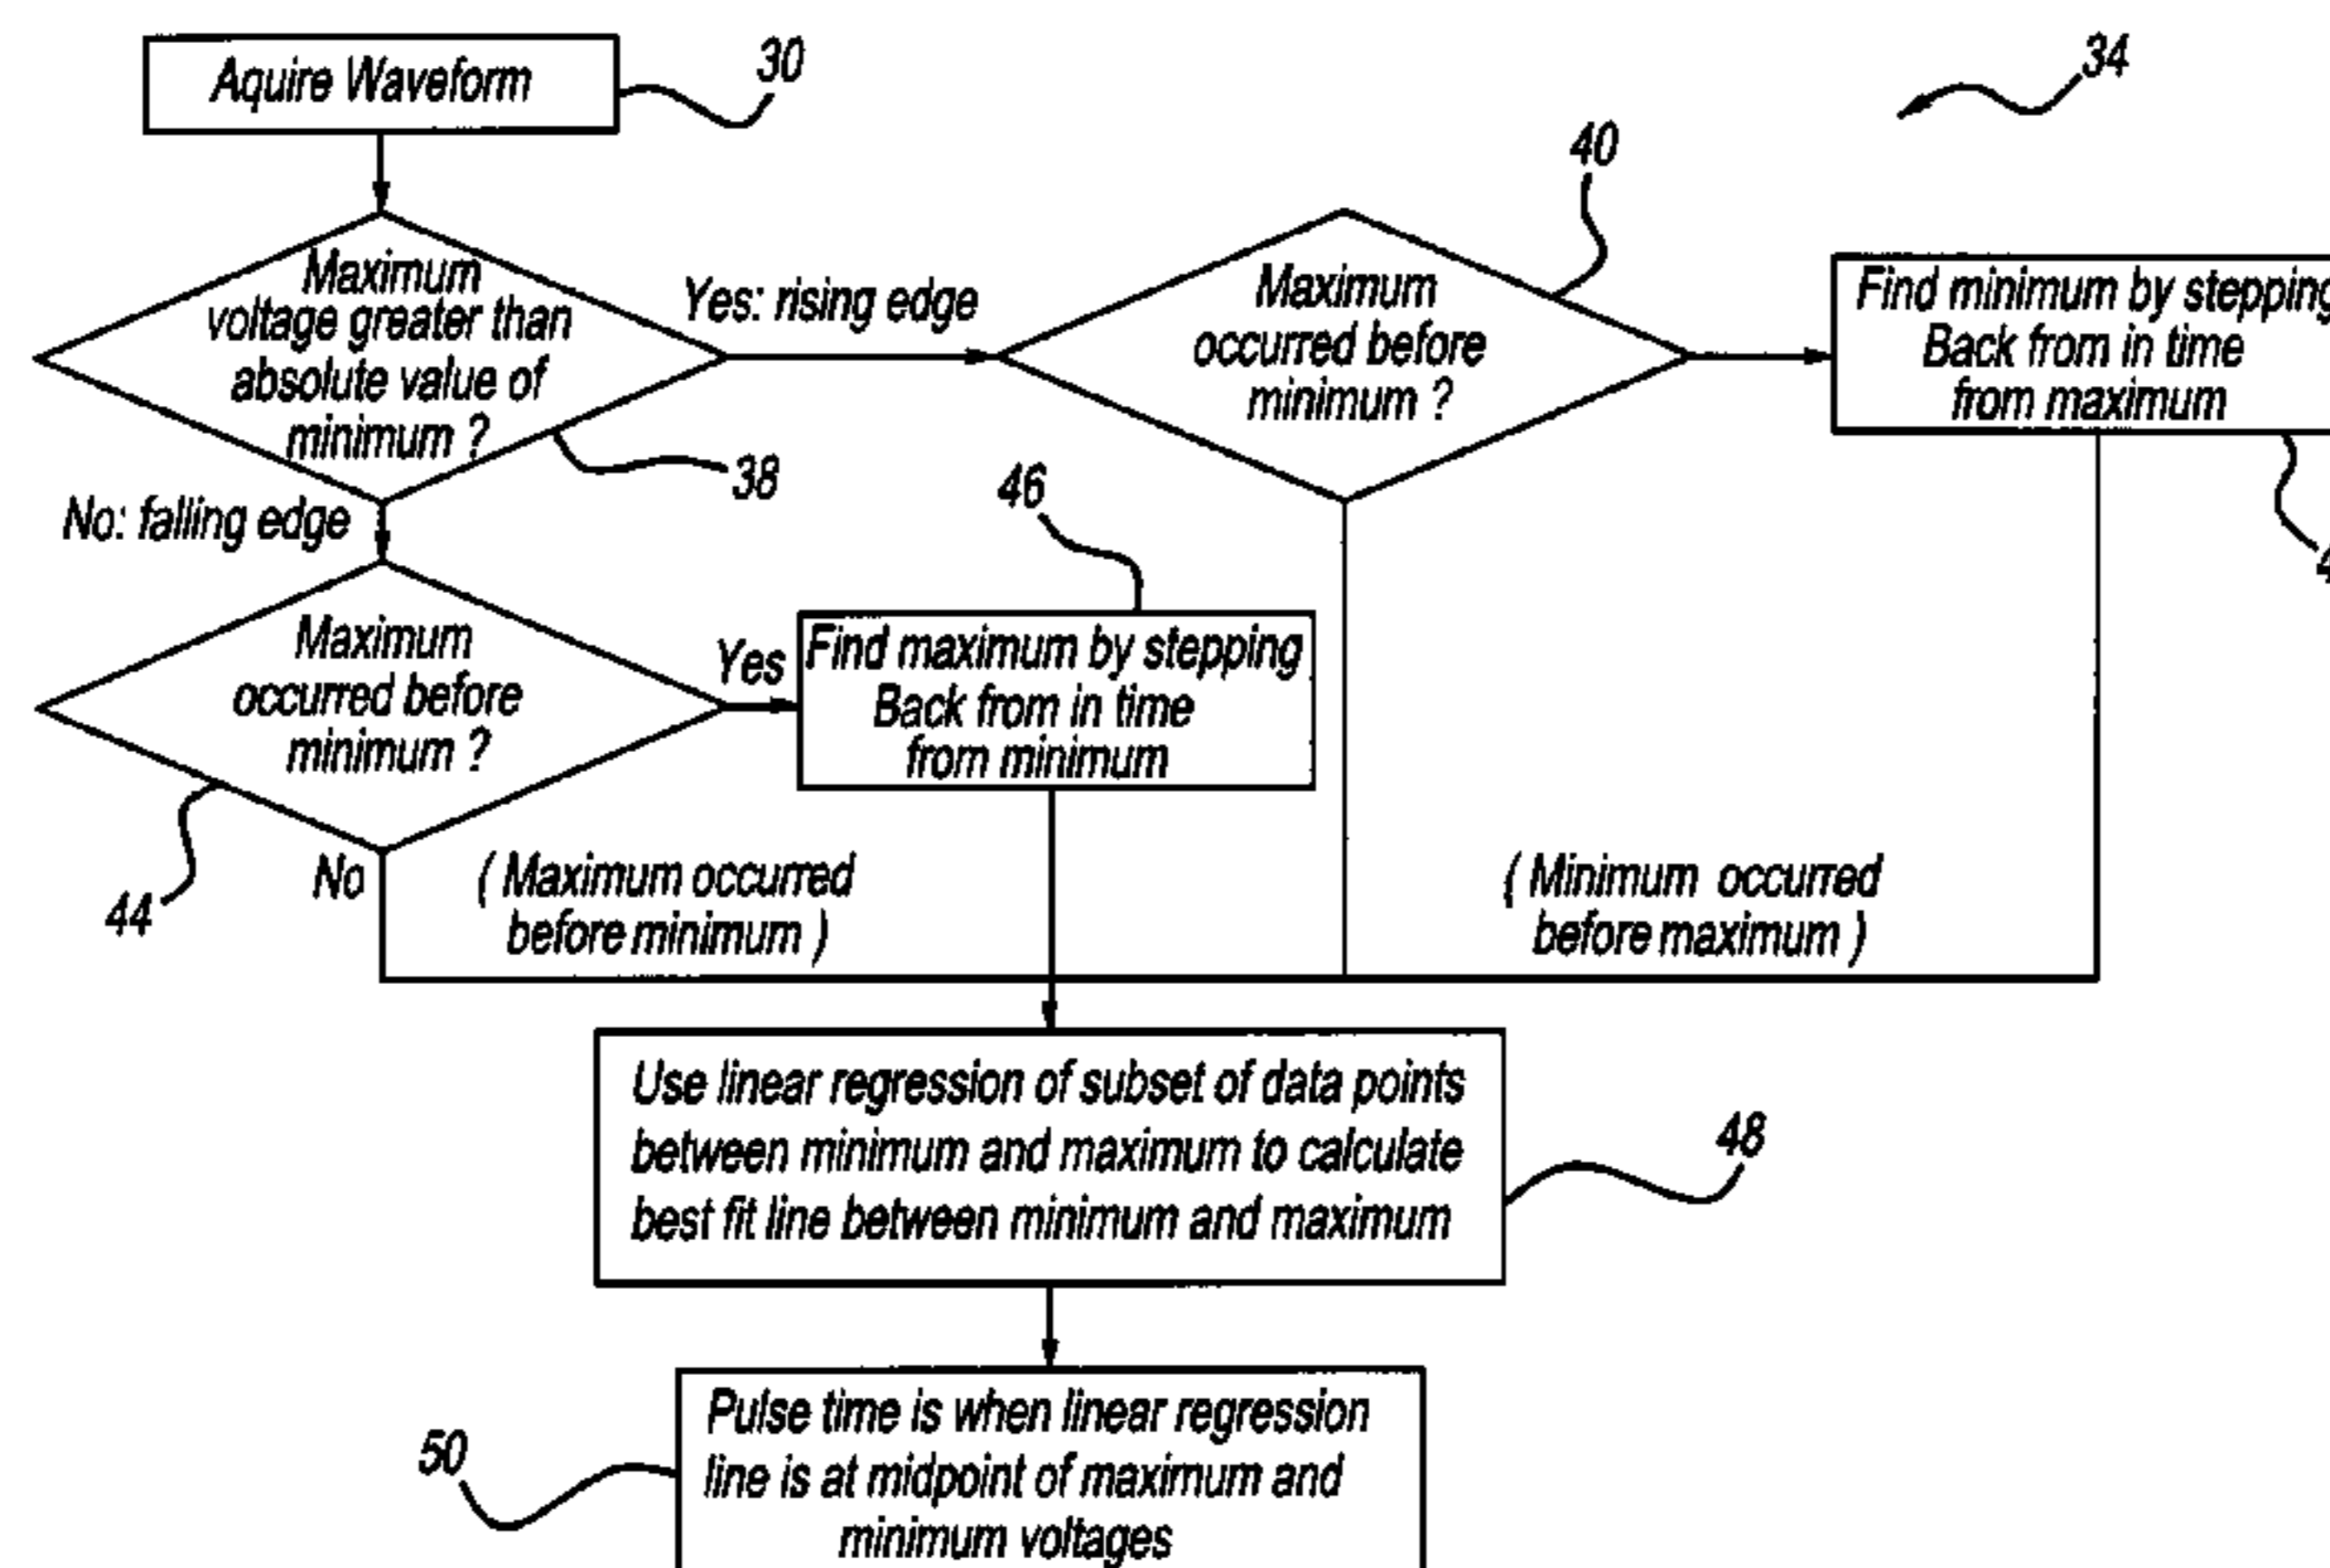 Aquire Waveform
30
34
40
Maximum
voltage greater than
absolute value of
minimum ?
38
Yes: rising edge
Maximum
occurred before
minimum ?
Find minimum by stepping
Back from in time
from maximum
No: falling edge
46
Maximum
occurred before
minimum ?
44
Yes
Find maximum by stepping
Back from in time
from minimum
No
( Maximum occurred
before minimum )
( Minimum occurred
before maximum )
Use linear regression of subset of data points
between minimum and maximum to calculate
best fit line between minimum and maximum
48
50
Pulse time is when linear regression
line is at midpoint of maximum and
minimum voltages